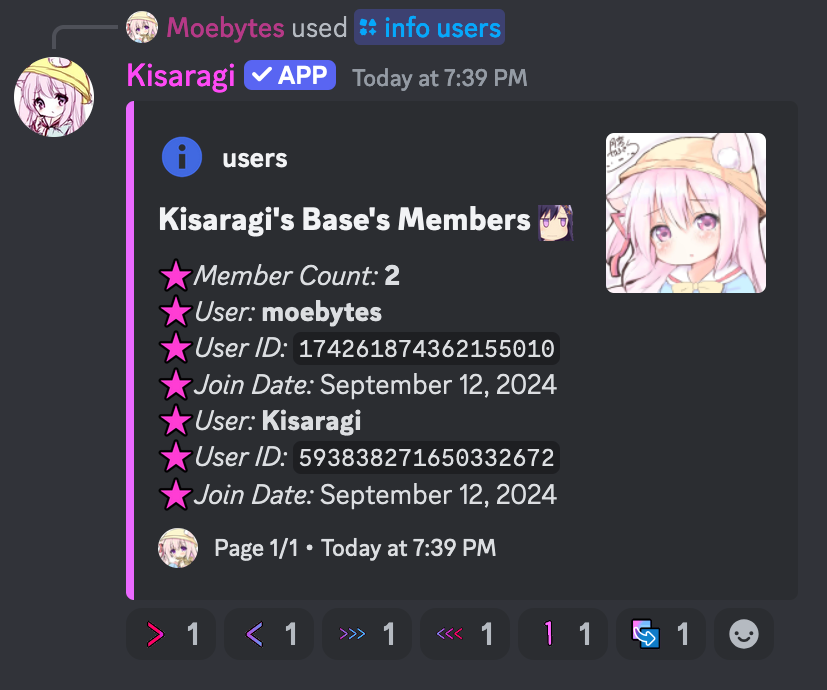 Moebytes used info users
Kisaragi APP Today at 7:39 PM
users
Kisaragi's Base's Members
Member Count: 2
User: moebytes
User ID: 174261874362155010
Join Date: September 12, 2024
User: Kisaragi
User ID: 593838271650332672
Join Date: September 12, 2024
Page 1/1 • Today at 7:39 PM
> 1 < 1 >>> 1 <<< 1 1 1 1